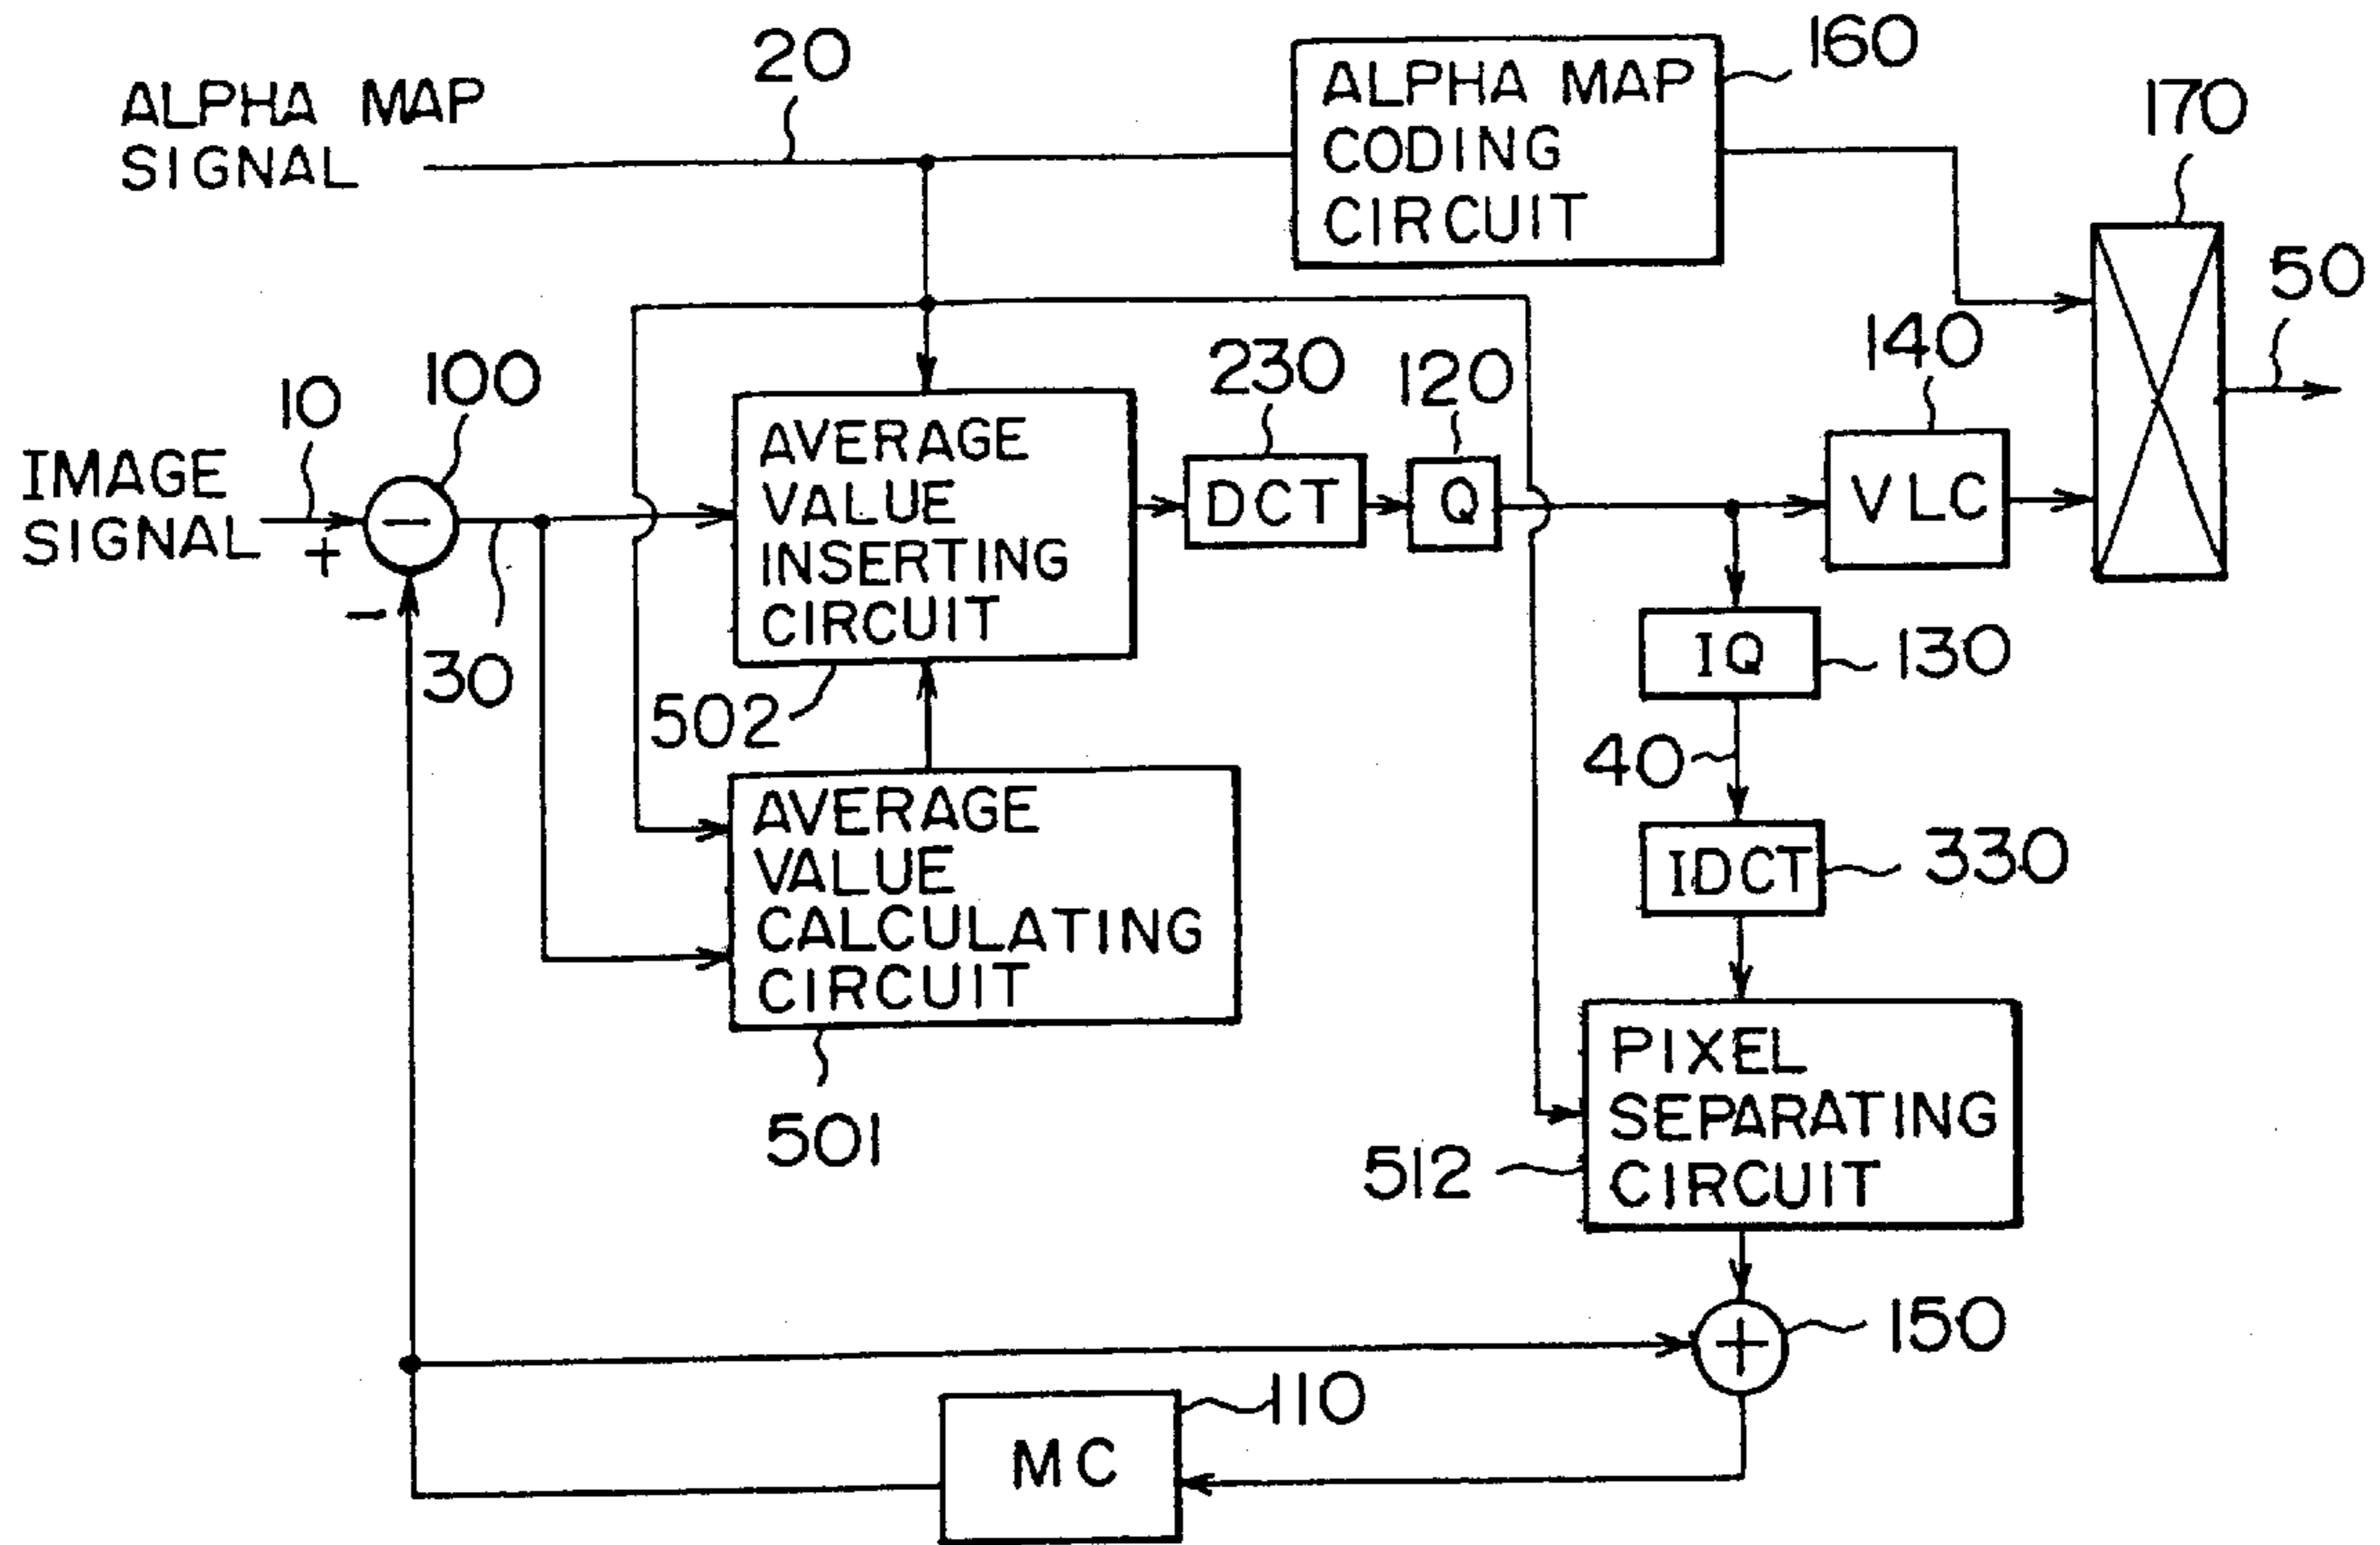 20
160
ALPHA MAP
SIGNAL
ALPHA MAP
CODING
CIRCUIT
170
50
10
100
230
120
140
IMAGE
SIGNAL
+
−
−
30
AVERAGE
VALUE
INSERTING
CIRCUIT
DCT
Q
VLC
502
IQ
130
40
AVERAGE
VALUE
CALCULATING
CIRCUIT
IDCT
330
501
PIXEL
SEPARATING
CIRCUIT
512
+
150
MC
110